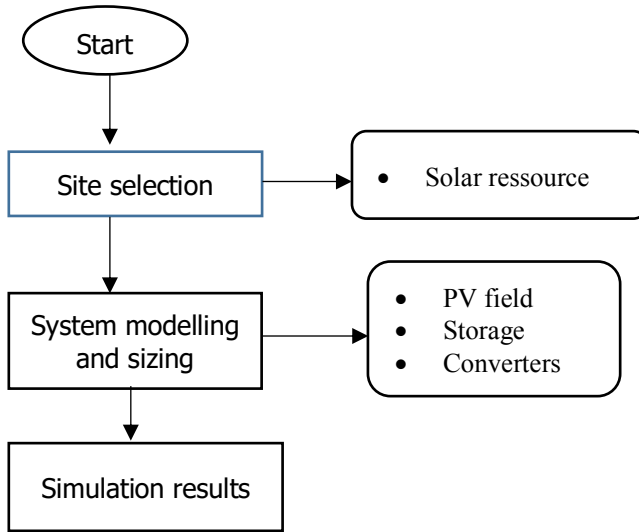 Start
Site selection
• Solar ressource
System modelling
and sizing
• PV field
• Storage
• Converters
Simulation results